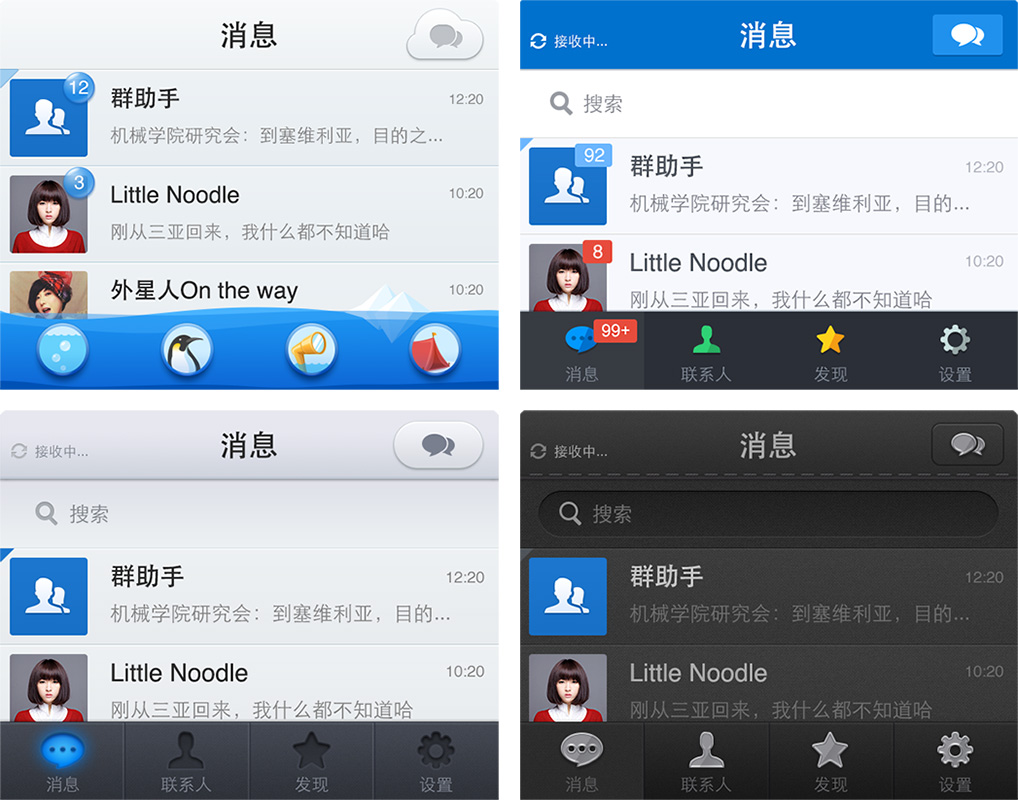 消息
12
群助手
12:20
机械学院研究会：到塞维利亚，目的之...
3
Little Noodle
10:20
刚从三亚回来，我什么都不知道哈
外星人On the way
10:20
接收中...
消息
搜索
92
群助手
12:20
机械学院研究会：到塞维利亚，目的...
8
Little Noodle
10:20
刚从三亚回来，我什么都不知道哈
99+
消息
联系人
发现
设置
接收中...
消息
搜索
群助手
12:20
机械学院研究会：到塞维利亚，目的...
Little Noodle
10:20
刚从三亚回来，我什么都不知道哈
消息
联系人
发现
设置
接收中...
消息
搜索
群助手
12:20
机械学院研究会：到塞维利亚，目的...
Little Noodle
10:20
刚从三亚回来，我什么都不知道哈
消息
联系人
发现
设置